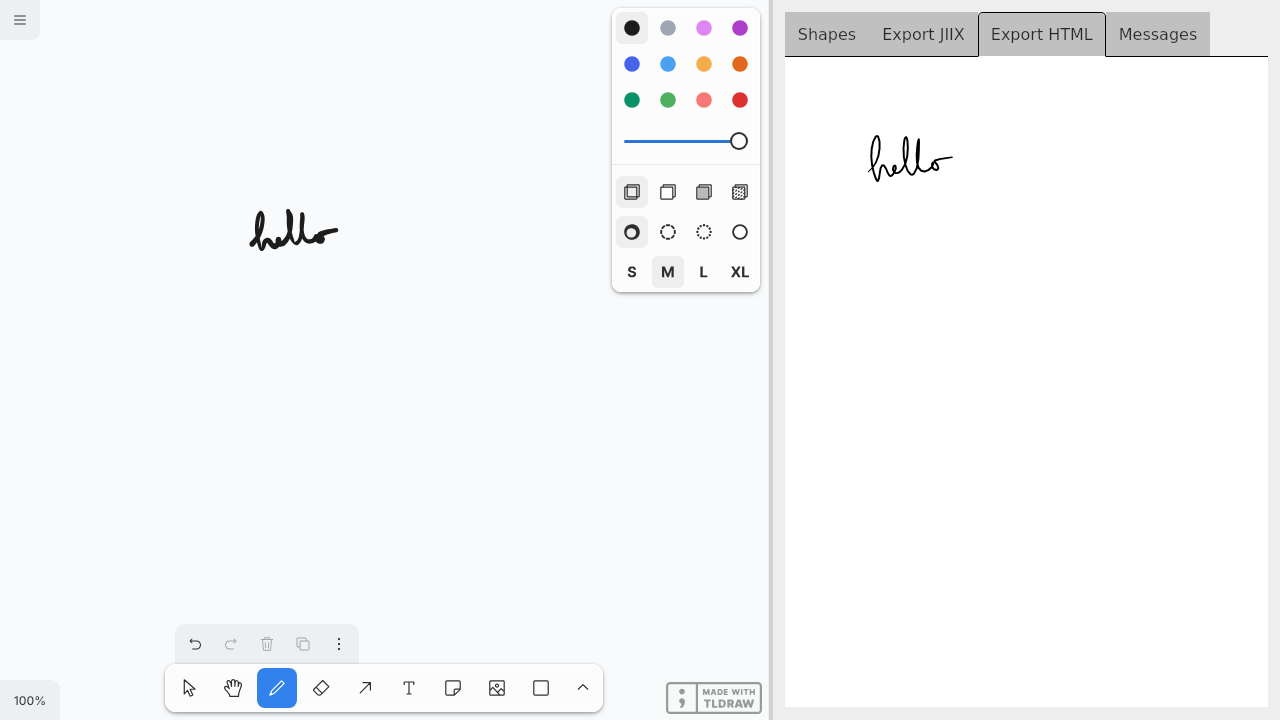 Shapes Export JIIX Export HTML Messages
hello
hello
S M L XL
100%
T
MADE WITH
TLDRAW